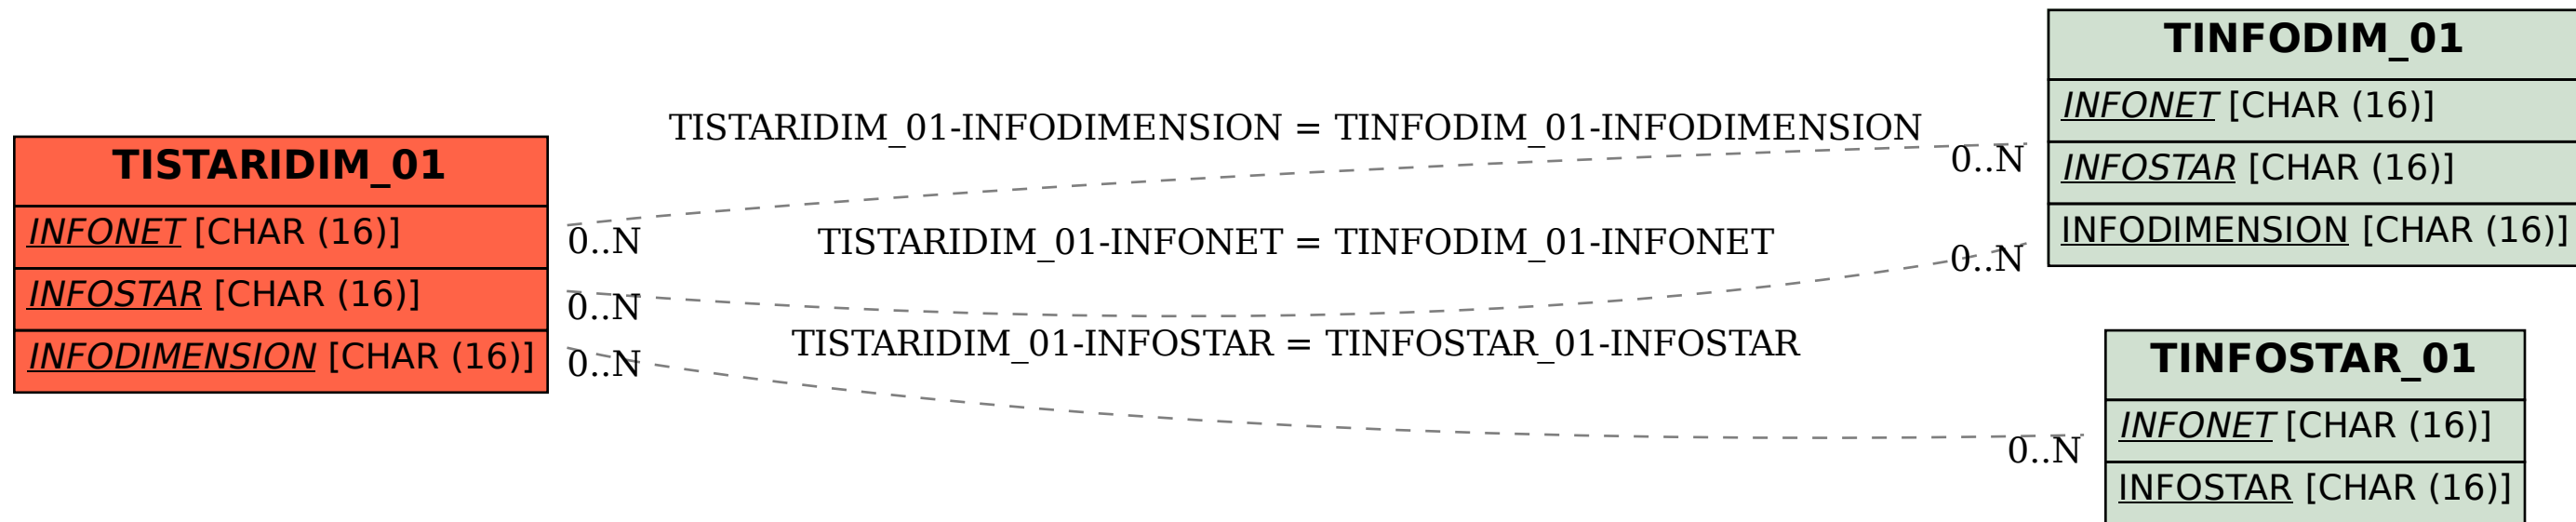 TISTARIDIM_01
INFONET [CHAR (16)]
INFOSTAR [CHAR (16)]
INFODIMENSION [CHAR (16)]
TISTARIDIM_01-INFODIMENSION = TINFODIM_01-INFODIMENSION
0..N
0..N
TISTARIDIM_01-INFONET = TINFODIM_01-INFONET
0..N
0..N
TISTARIDIM_01-INFOSTAR = TINFOSTAR_01-INFOSTAR
0..N
0..N
TINFODIM_01
INFONET [CHAR (16)]
INFOSTAR [CHAR (16)]
INFODIMENSION [CHAR (16)]
TINFOSTAR_01
INFONET [CHAR (16)]
INFOSTAR [CHAR (16)]